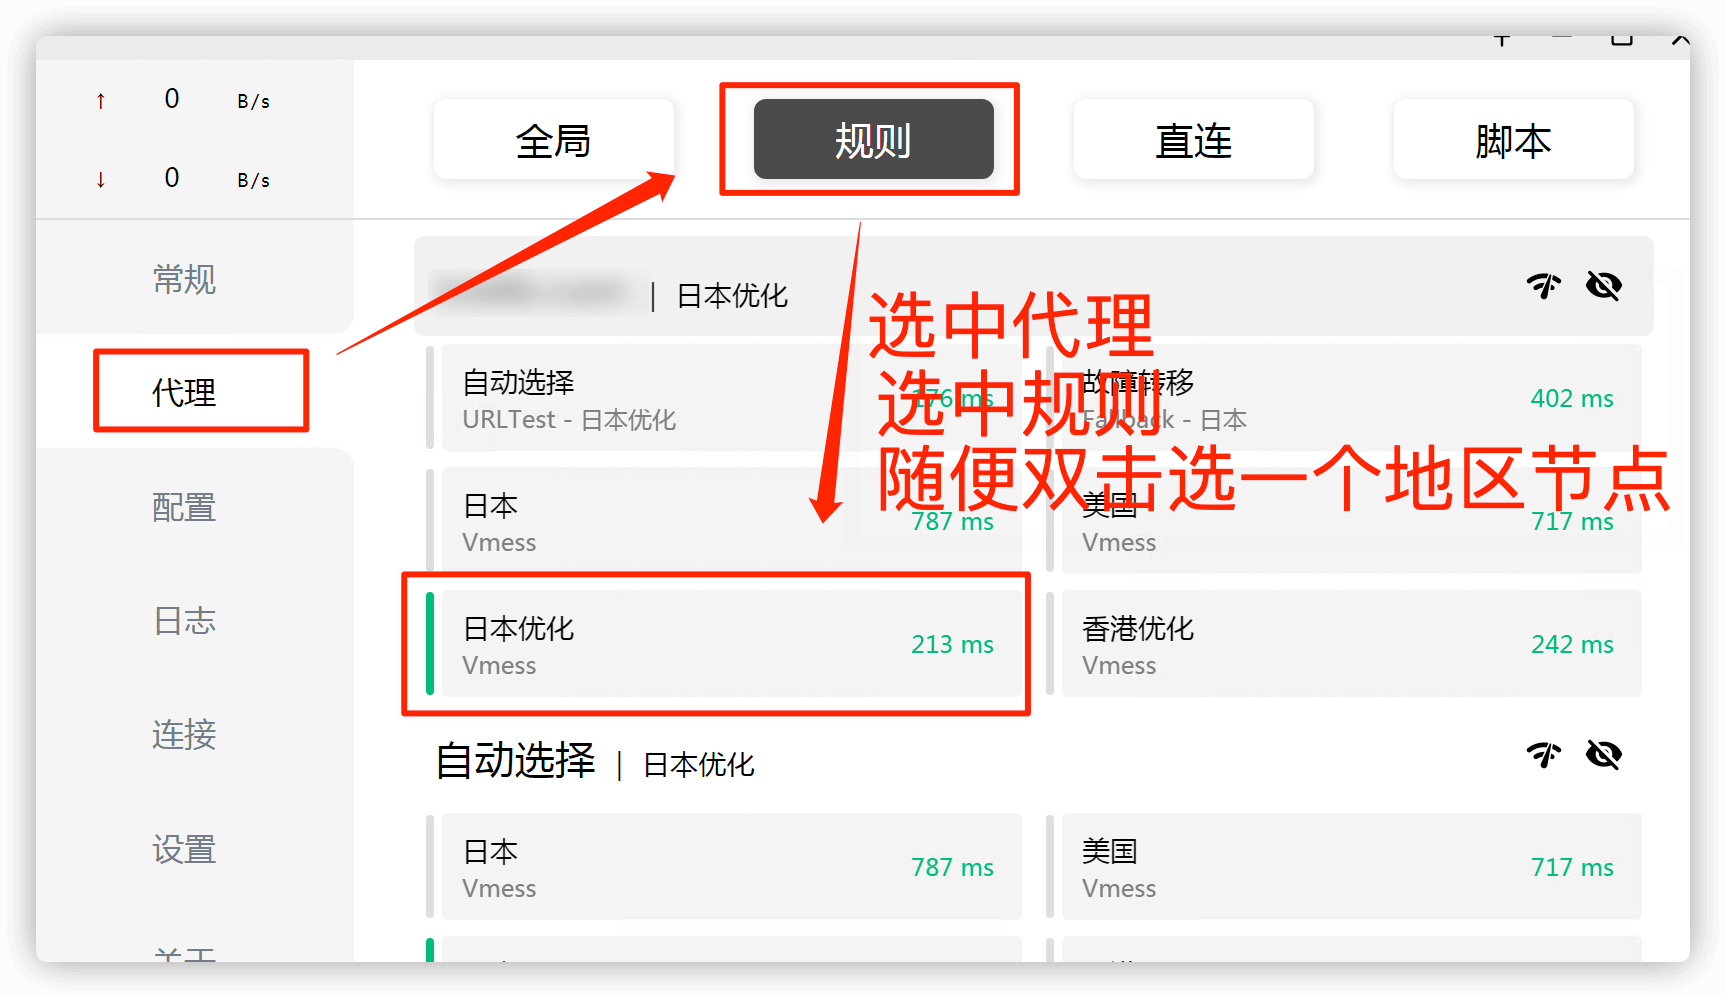 ↑ 0 B/s
↓ 0 B/s
全局 规则 直连 脚本
常规
代理
配置
日志
连接
设置
关于
| 日本优化
选中代理
选中规则
随便双击选一个地区节点
自动选择 176 ms
URLTest - 日本优化
故障转移 402 ms
Fallback - 日本
日本 787 ms
Vmess
美国 717 ms
Vmess
日本优化 213 ms
Vmess
香港优化 242 ms
Vmess
自动选择 | 日本优化
日本 787 ms
Vmess
美国 717 ms
Vmess